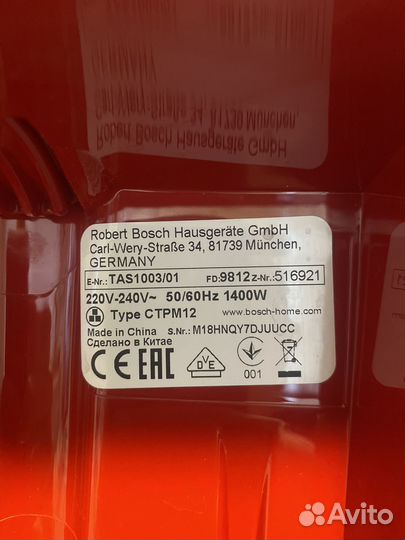 Robert Bosch Hausgeräte GmbH
Carl-Wery-Straße 34, 81739 München,
GERMANY
E-Nr.: TAS1003/01 FD: 9812 Z-Nr.: 516921
220V-240V~ 50/60Hz 1400W
Type CTPM12 www.bosch-home.com
Made in China S.Nr.: M18HNQY7DJUUCC
Сделано в Китае
CE EAC DVE 001
Avito